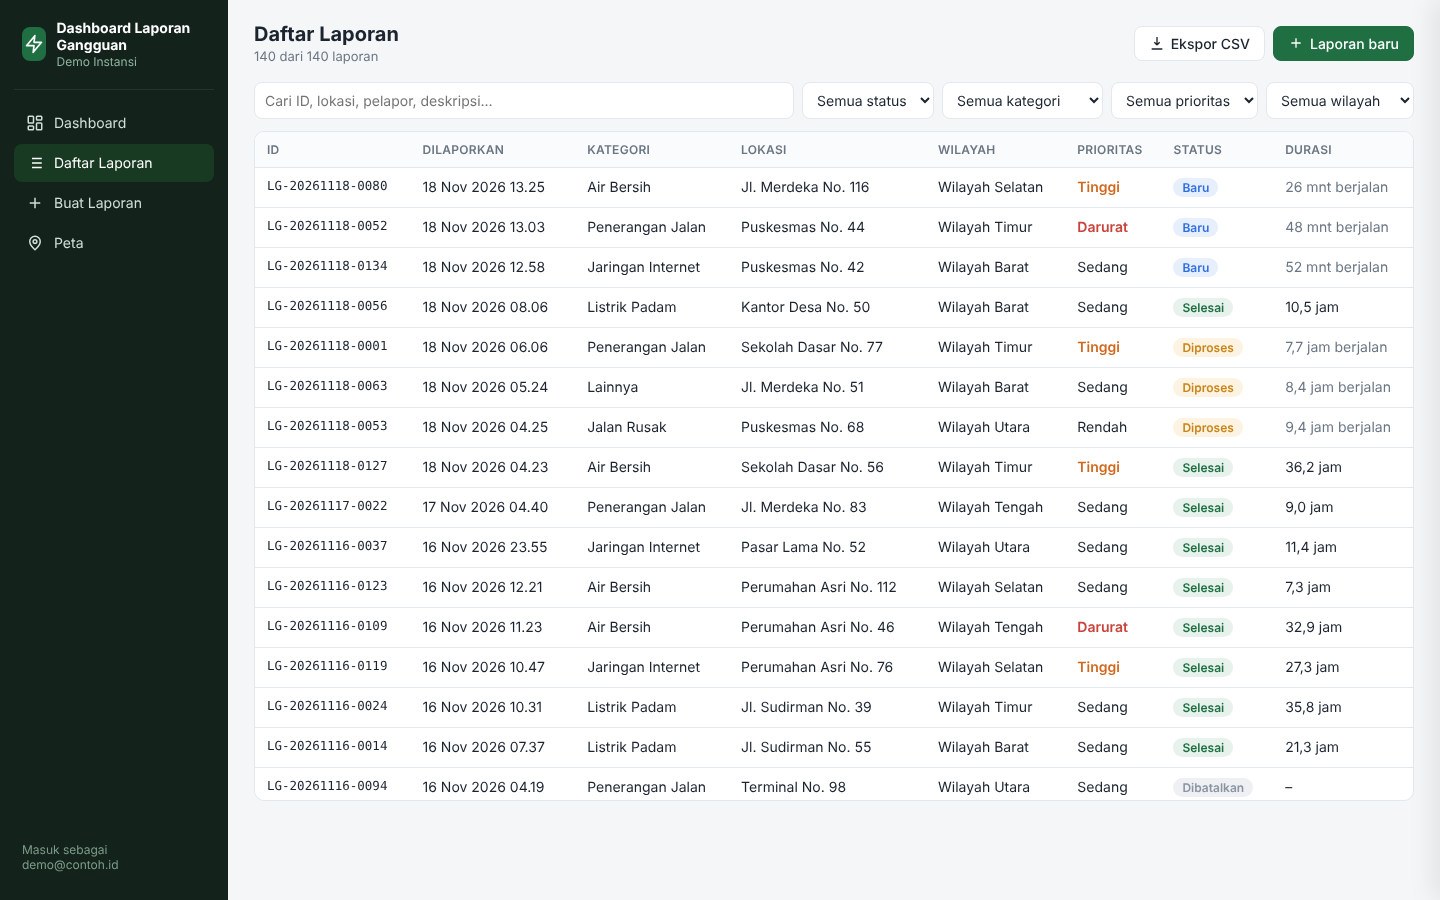 Dashboard Laporan
Gangguan
Demo Instansi
Dashboard
Daftar Laporan
Buat Laporan
Peta
Masuk sebagai
demo@contoh.id
Daftar Laporan
140 dari 140 laporan
Ekspor CSV
Laporan baru
Cari ID, lokasi, pelapor, deskripsi...
Semua status
Semua kategori
Semua prioritas
Semua wilayah
ID DILAPORKAN KATEGORI LOKASI WILAYAH PRIORITAS STATUS DURASI
LG-20261118-0080 18 Nov 2026 13.25 Air Bersih Jl. Merdeka No. 116 Wilayah Selatan Tinggi Baru 26 mnt berjalan
LG-20261118-0052 18 Nov 2026 13.03 Penerangan Jalan Puskesmas No. 44 Wilayah Timur Darurat Baru 48 mnt berjalan
LG-20261118-0134 18 Nov 2026 12.58 Jaringan Internet Puskesmas No. 42 Wilayah Barat Sedang Baru 52 mnt berjalan
LG-20261118-0056 18 Nov 2026 08.06 Listrik Padam Kantor Desa No. 50 Wilayah Barat Sedang Selesai 10,5 jam
LG-20261118-0001 18 Nov 2026 06.06 Penerangan Jalan Sekolah Dasar No. 77 Wilayah Timur Tinggi Diproses 7,7 jam berjalan
LG-20261118-0063 18 Nov 2026 05.24 Lainnya Jl. Merdeka No. 51 Wilayah Barat Sedang Diproses 8,4 jam berjalan
LG-20261118-0053 18 Nov 2026 04.25 Jalan Rusak Puskesmas No. 68 Wilayah Utara Rendah Diproses 9,4 jam berjalan
LG-20261118-0127 18 Nov 2026 04.23 Air Bersih Sekolah Dasar No. 56 Wilayah Timur Tinggi Selesai 36,2 jam
LG-20261117-0022 17 Nov 2026 04.40 Penerangan Jalan Jl. Merdeka No. 83 Wilayah Tengah Sedang Selesai 9,0 jam
LG-20261116-0037 16 Nov 2026 23.55 Jaringan Internet Pasar Lama No. 52 Wilayah Utara Sedang Selesai 11,4 jam
LG-20261116-0123 16 Nov 2026 12.21 Air Bersih Perumahan Asri No. 112 Wilayah Selatan Sedang Selesai 7,3 jam
LG-20261116-0109 16 Nov 2026 11.23 Air Bersih Perumahan Asri No. 46 Wilayah Tengah Darurat Selesai 32,9 jam
LG-20261116-0119 16 Nov 2026 10.47 Jaringan Internet Perumahan Asri No. 76 Wilayah Selatan Tinggi Selesai 27,3 jam
LG-20261116-0024 16 Nov 2026 10.31 Listrik Padam Jl. Sudirman No. 39 Wilayah Timur Sedang Selesai 35,8 jam
LG-20261116-0014 16 Nov 2026 07.37 Listrik Padam Jl. Sudirman No. 55 Wilayah Barat Sedang Selesai 21,3 jam
LG-20261116-0094 16 Nov 2026 04.19 Penerangan Jalan Terminal No. 98 Wilayah Utara Sedang Dibatalkan –